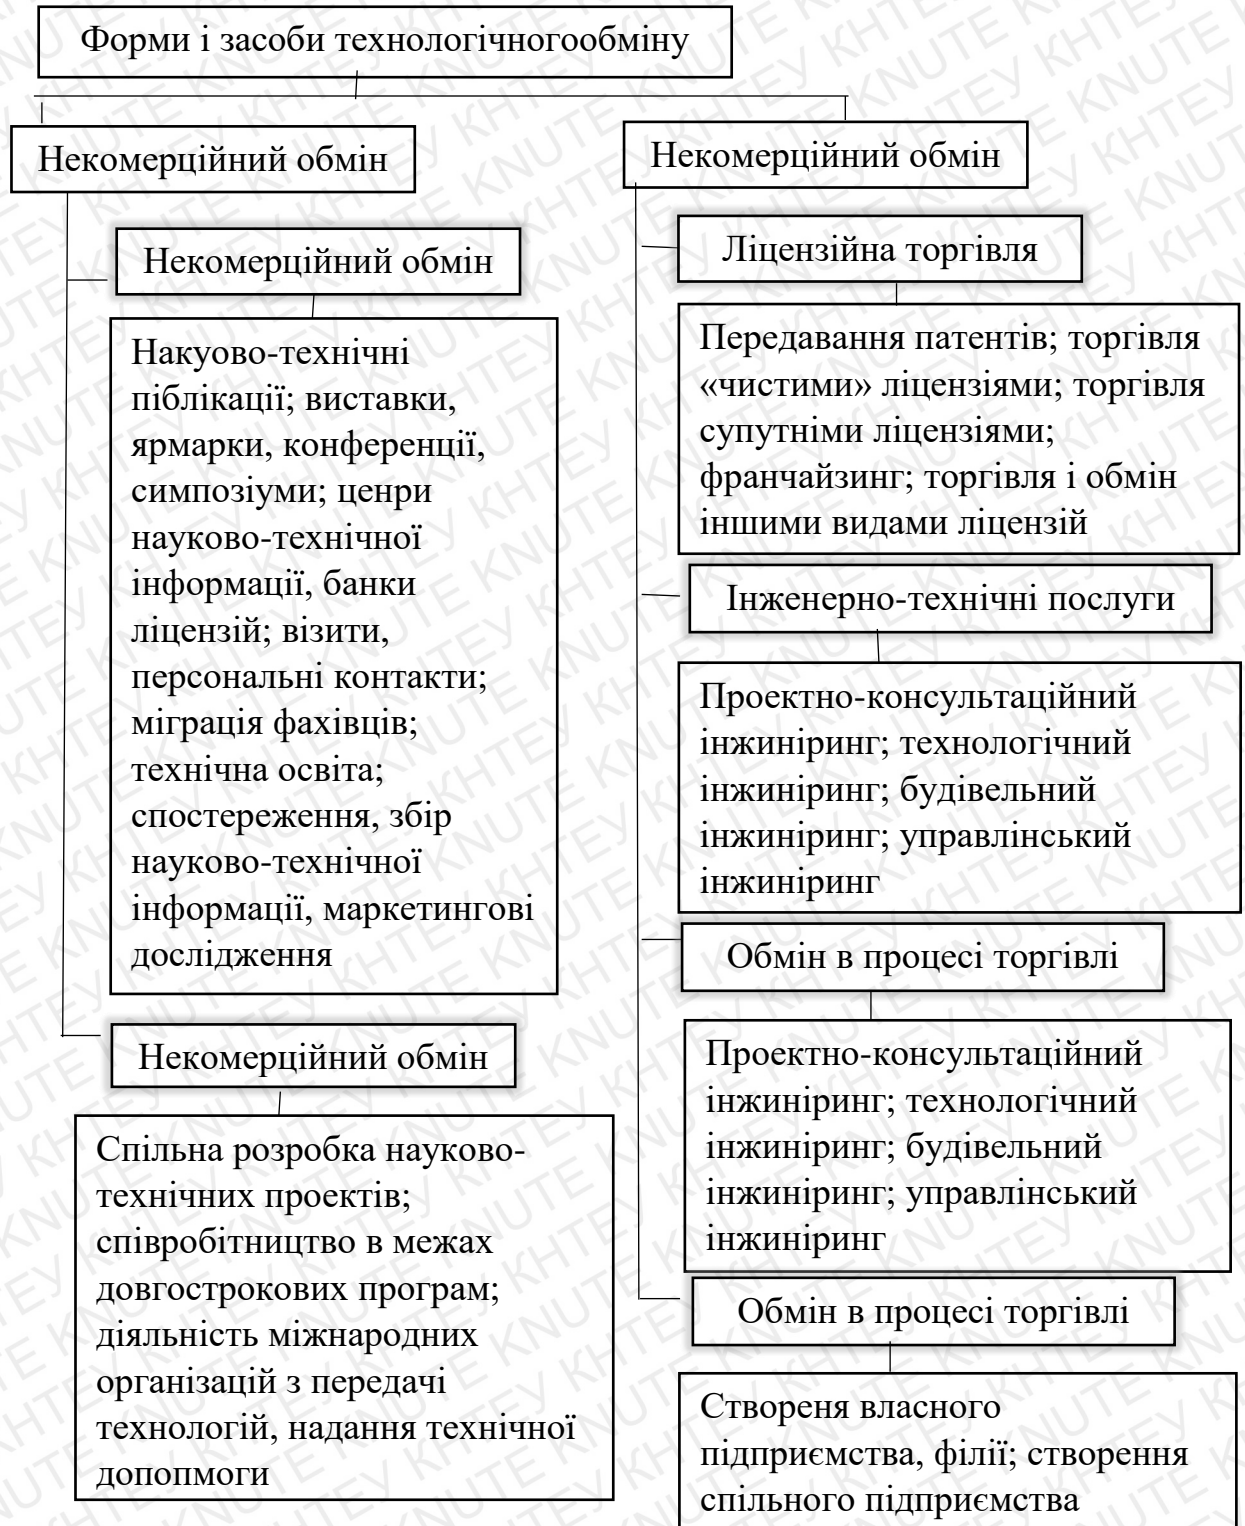 Форми і засоби технологічногообміну
Некомерційний обмін
Некомерційний обмін
Накуово-технічні
піблікації; виставки,
ярмарки, конференції,
симпозіуми; ценри
науково-технічної
інформації, банки
ліцензій; візити,
персональні контакти;
міграція фахівців;
технічна освіта;
спостереження, збір
науково-технічної
інформації, маркетингові
дослідження
Некомерційний обмін
Спільна розробка науково-
технічних проектів;
співробітництво в межах
довгострокових програм;
діяльність міжнародних
організацій з передачі
технологій, надання технічної
допопмоги
Некомерційний обмін
Ліцензійна торгівля
Передавання патентів; торгівля
«чистими» ліцензіями; торгівля
супутніми ліцензіями;
франчайзинг; торгівля і обмін
іншими видами ліцензій
Інженерно-технічні послуги
Проектно-консультаційний
інжиніринг; технологічний
інжиніринг; будівельний
інжиніринг; управлінський
інжиніринг
Обмін в процесі торгівлі
Проектно-консультаційний
інжиніринг; технологічний
інжиніринг; будівельний
інжиніринг; управлінський
інжиніринг
Обмін в процесі торгівлі
Створеня власного
підприємства, філії; створення
спільного підприємства